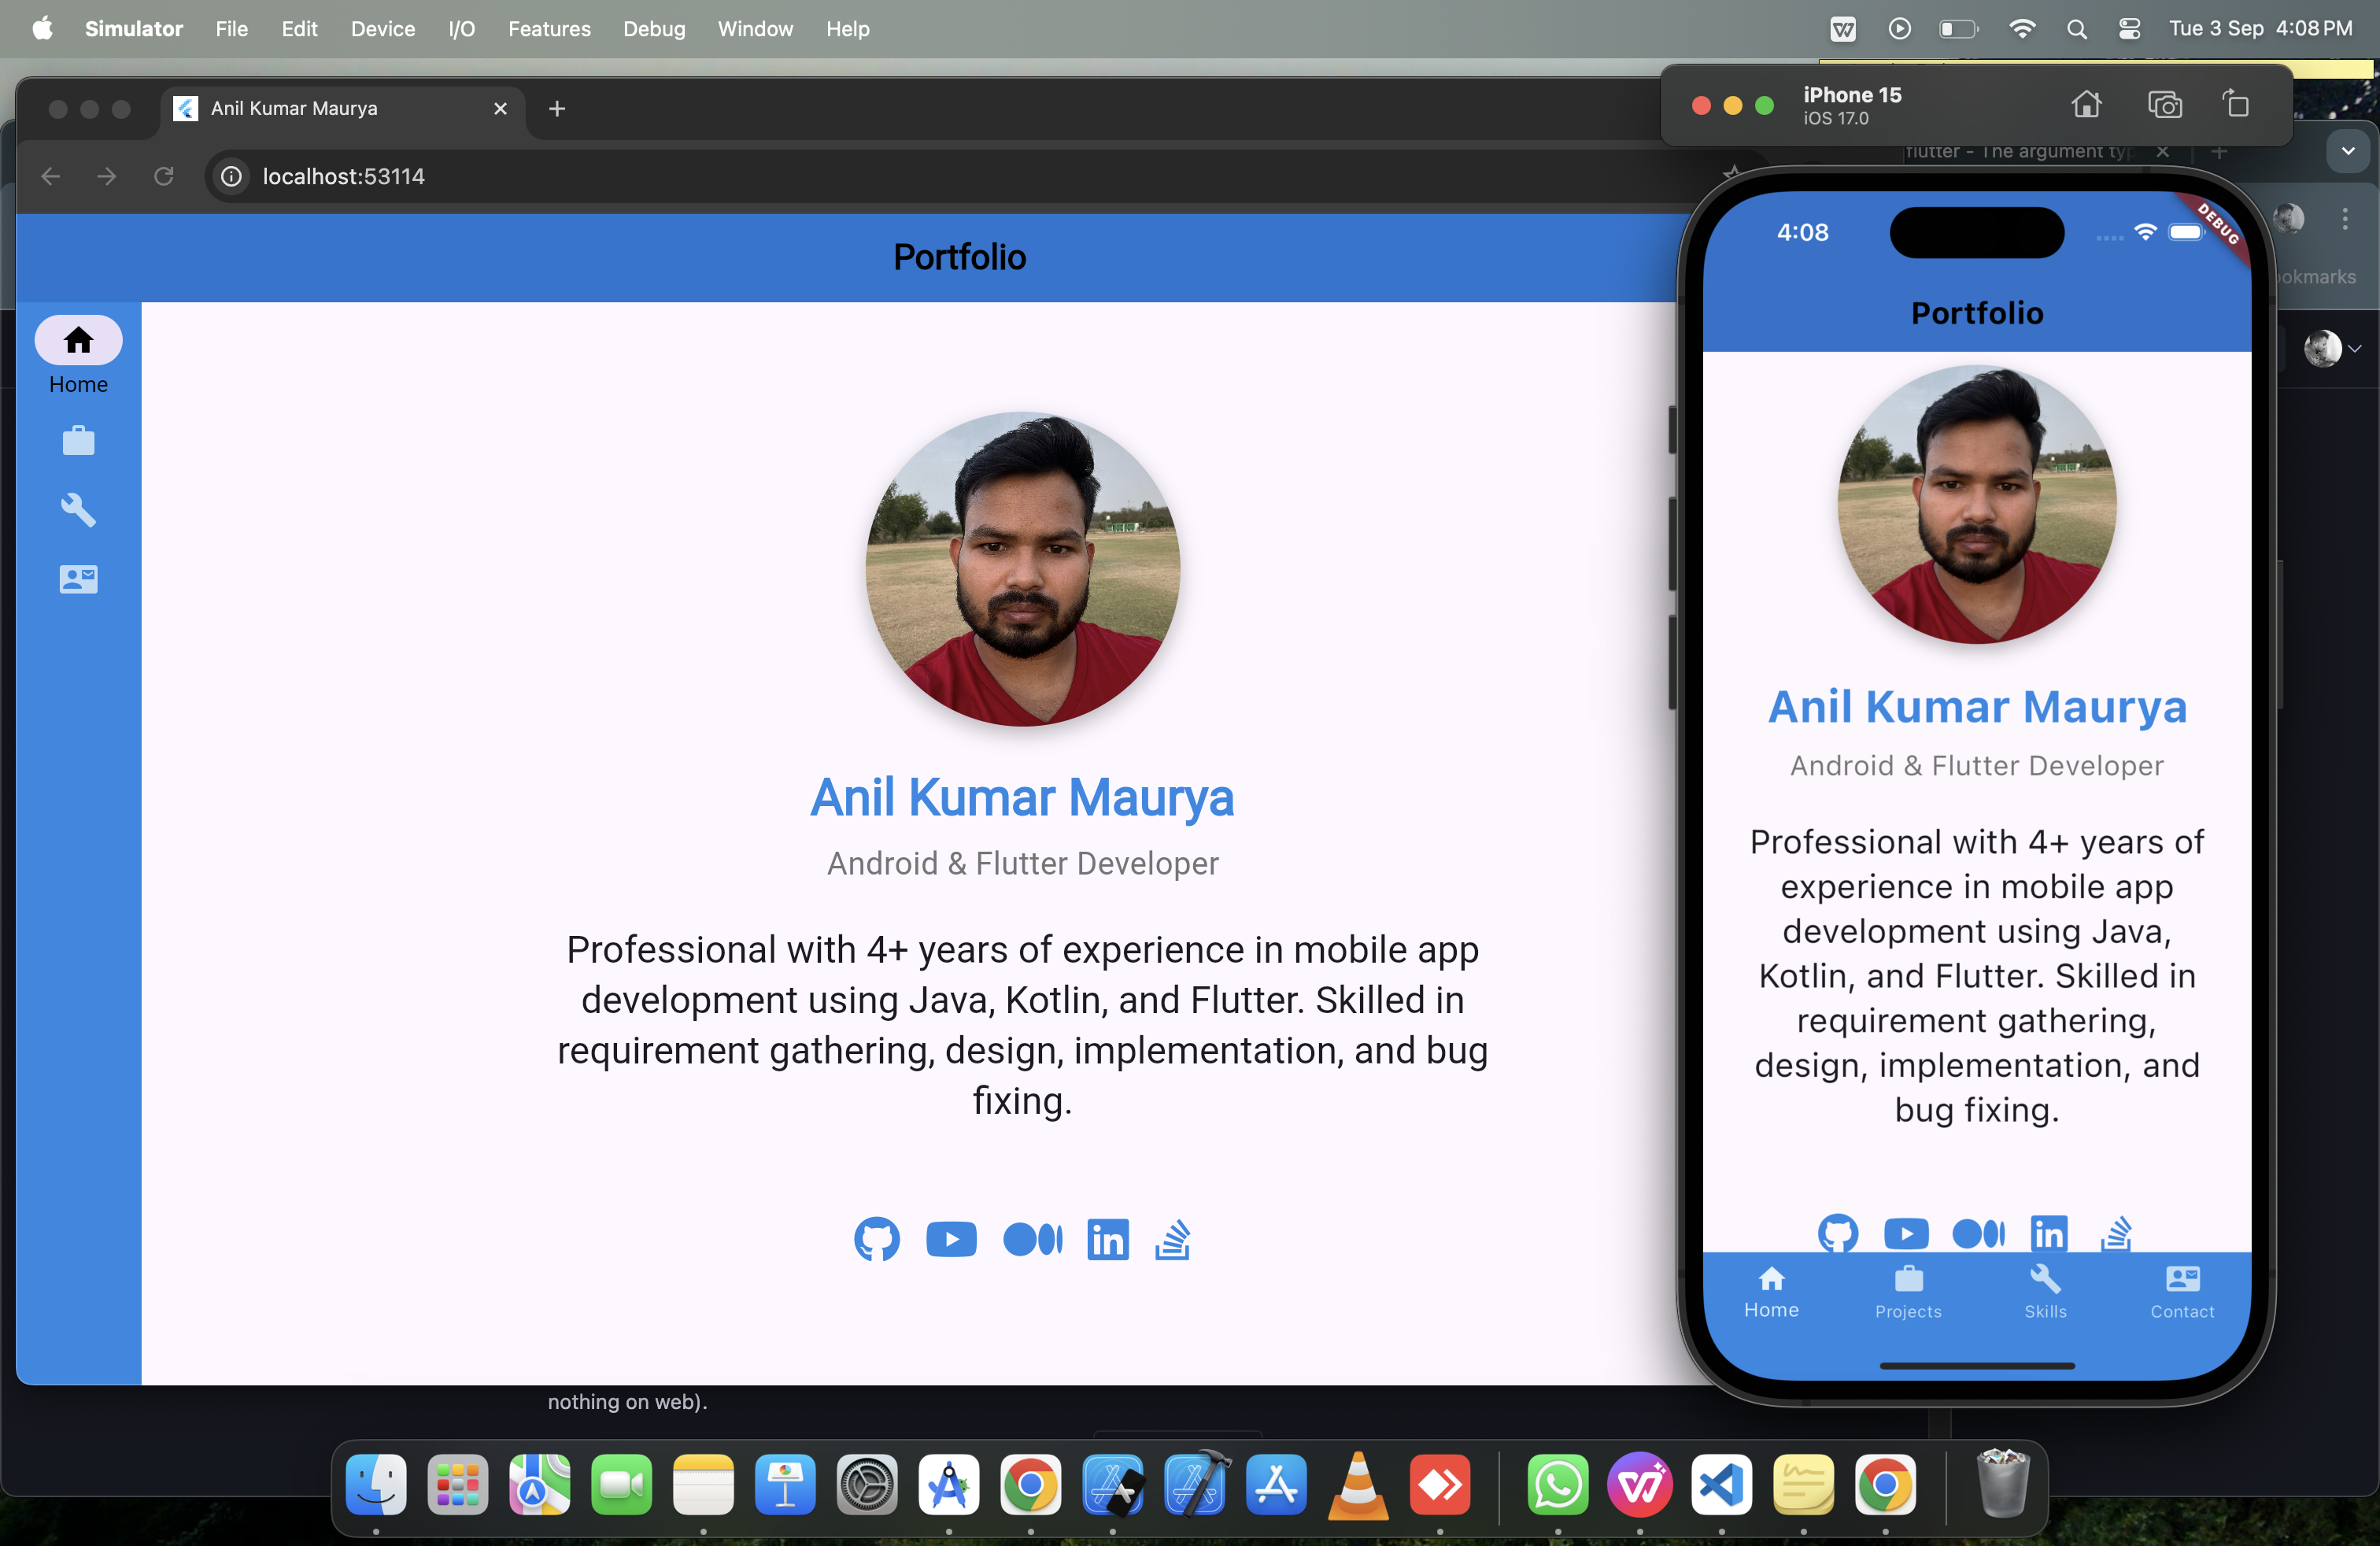 Simulator File Edit Device I/O Features Debug Window Help
Tue 3 Sep 4:08 PM
Anil Kumar Maurya
localhost:53114
Portfolio
Home
Anil Kumar Maurya
Android & Flutter Developer
Professional with 4+ years of experience in mobile app
development using Java, Kotlin, and Flutter. Skilled in
requirement gathering, design, implementation, and bug
fixing.
in
nothing on web).
iPhone 15
iOS 17.0
flutter - The argument typ
ookmarks
4:08
DEBUG
Portfolio
Anil Kumar Maurya
Android & Flutter Developer
Professional with 4+ years of
experience in mobile app
development using Java,
Kotlin, and Flutter. Skilled in
requirement gathering,
design, implementation, and
bug fixing.
in
Home Projects Skills Contact